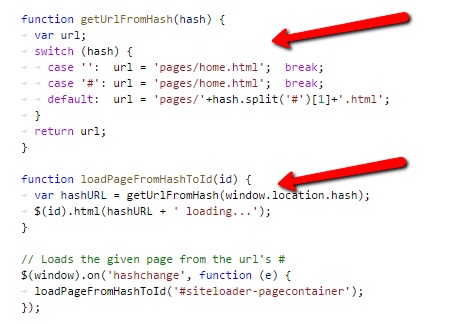 function getUrlFromHash(hash) {
var url;
switch (hash) {
case '':  url = 'pages/home.html';  break;
case '#': url = 'pages/home.html';  break;
default:  url = 'pages/'+hash.split('#')[1]+'.html';
}
return url;
}
function loadPageFromHashToId(id) {
var hashURL = getUrlFromHash(window.location.hash);
$(id).html(hashURL + ' loading...');
}
// Loads the given page from the url's #
$(window).on('hashchange', function (e) {
loadPageFromHashToId('#siteloader-pagecontainer');
});